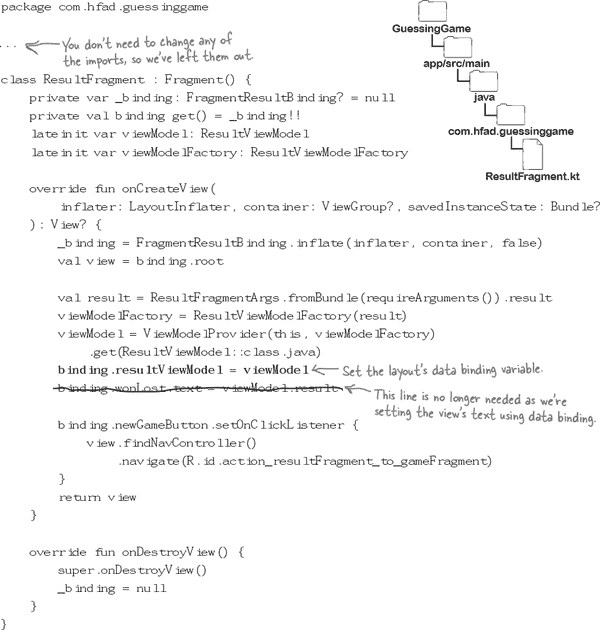 package com.hfad.guessinggame
GuessingGame
app/src/main
java
com.hfad.guessinggame
ResultFragment.kt
...
You don't need to change any of
the imports, so we've left them out.
class ResultFragment : Fragment() {
private var _binding: FragmentResultBinding? = null
private val binding get() = _binding!!
lateinit var viewModel: ResultViewModel
lateinit var viewModelFactory: ResultViewModelFactory
override fun onCreateView(
inflater: LayoutInflater, container: ViewGroup?, savedInstanceState: Bundle?
): View? {
_binding = FragmentResultBinding.inflate(inflater, container, false)
val view = binding.root
val result = ResultFragmentArgs.fromBundle(requireArguments()).result
viewModelFactory = ResultViewModelFactory(result)
viewModel = ViewModelProvider(this, viewModelFactory)
.get(ResultViewModel::class.java)
binding.resultViewModel = viewModel
Set the layout's data binding variable.
binding.wonLost.text = viewModel.result
This line is no longer needed as we're
setting the view's text using data binding.
binding.newGameButton.setOnClickListener {
view.findNavController()
.navigate(R.id.action_resultFragment_to_gameFragment)
}
return view
}
override fun onDestroyView() {
super.onDestroyView()
_binding = null
}
}